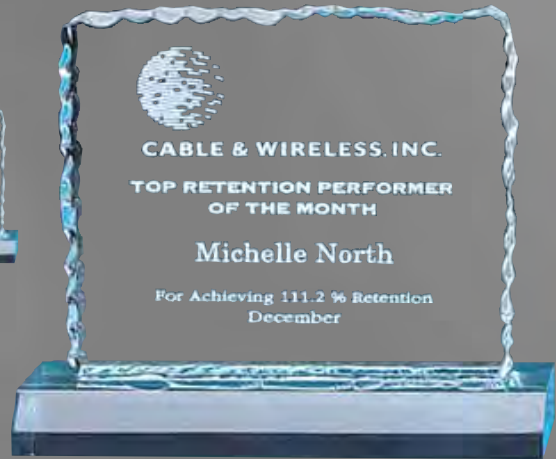 CABLE & WIRELESS, INC.
TOP RETENTION PERFORMER
OF THE MONTH
Michelle North
For Achieving 111.2 % Retention
December